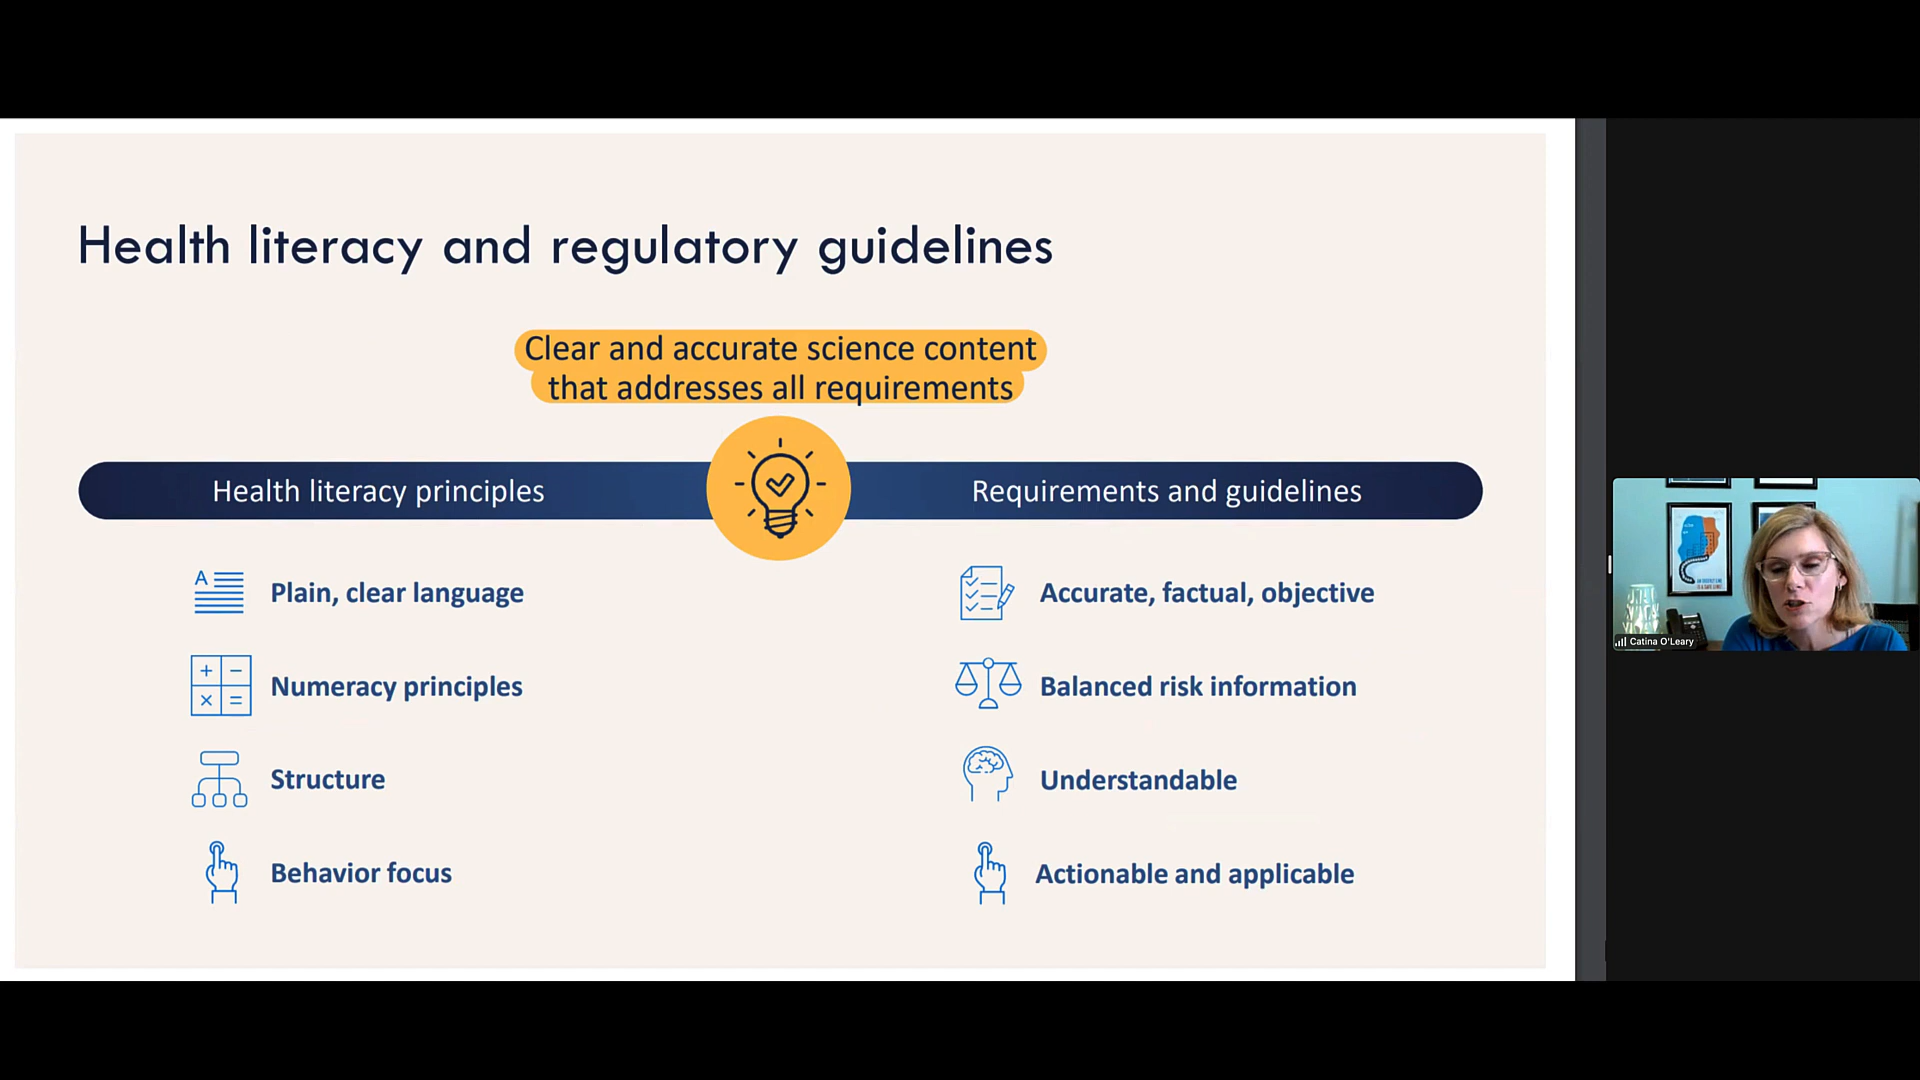 Health literacy and regulatory guidelines
Clear and accurate science content
that addresses all requirements
Health literacy principles
Requirements and guidelines
A
Plain, clear language
Accurate, factual, objective
+ −
× =
Numeracy principles
Balanced risk information
Structure
Understandable
Behavior focus
Actionable and applicable
Catina O'Leary